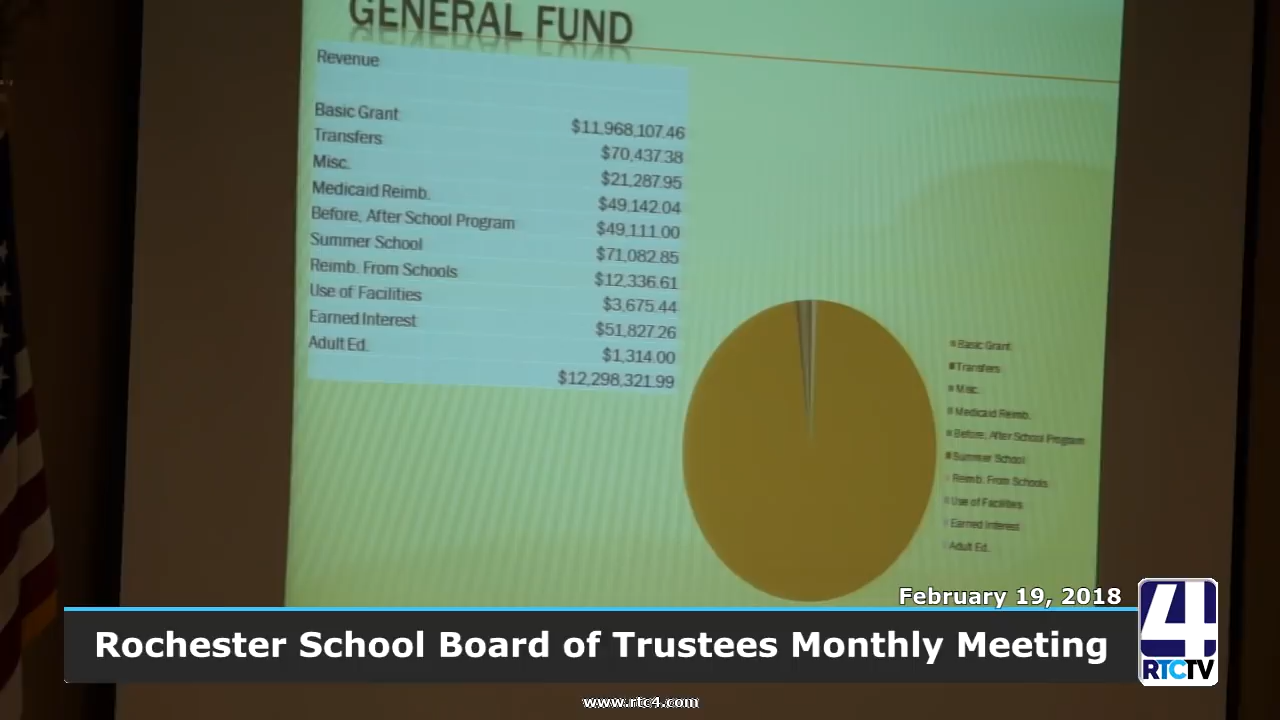 GENERAL FUND
Revenue
Basic Grant $11,968,107.46
Transfers $70,437.38
Misc. $21,287.95
Medicaid Reimb. $49,142.04
Before, After School Program $49,111.00
Summer School $71,082.85
Reimb. From Schools $12,336.61
Use of Facilities $3,675.44
Earned Interest $51,827.26
Adult Ed. $1,314.00
$12,298,321.99
Basic Grant
Transfers
Misc.
Medicaid Reimb.
Before, After School Program
Summer School
Reimb. From Schools
Use of Facilities
Earned Interest
Adult Ed.
February 19, 2018
Rochester School Board of Trustees Monthly Meeting
4
RTCTV
www.rtc4.com